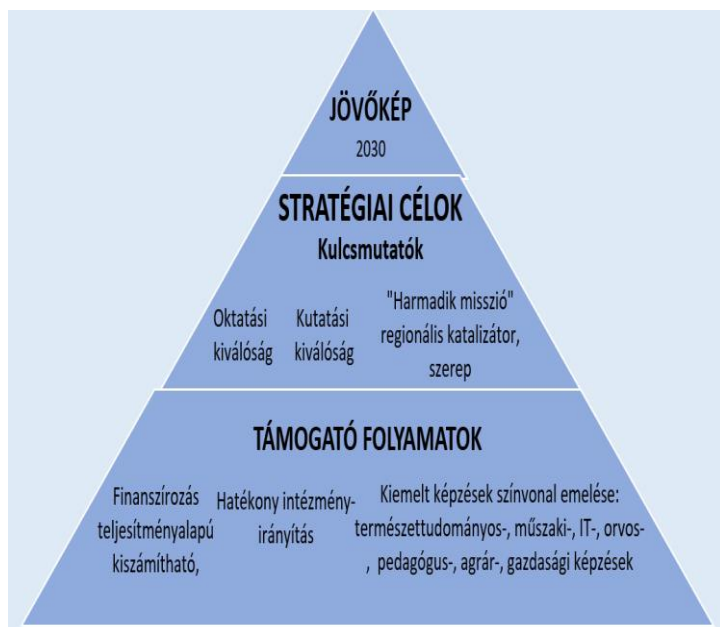 JÖVŐKÉP
2030
STRATÉGIAI CÉLOK
Kulcsmutatók
Oktatási
kiválóság
Kutatási
kiválóság
"Harmadik misszió"
regionális katalizátor,
szerep
TÁMOGATÓ FOLYAMATOK
Finanszírozás
teljesítményalapú
kiszámítható,
Hatékony intézmény-
irányítás
Kiemelt képzések színvonal emelése:
természettudományos-, műszaki-, IT-, orvos-
, pedagógus-, agrár-, gazdasági képzések